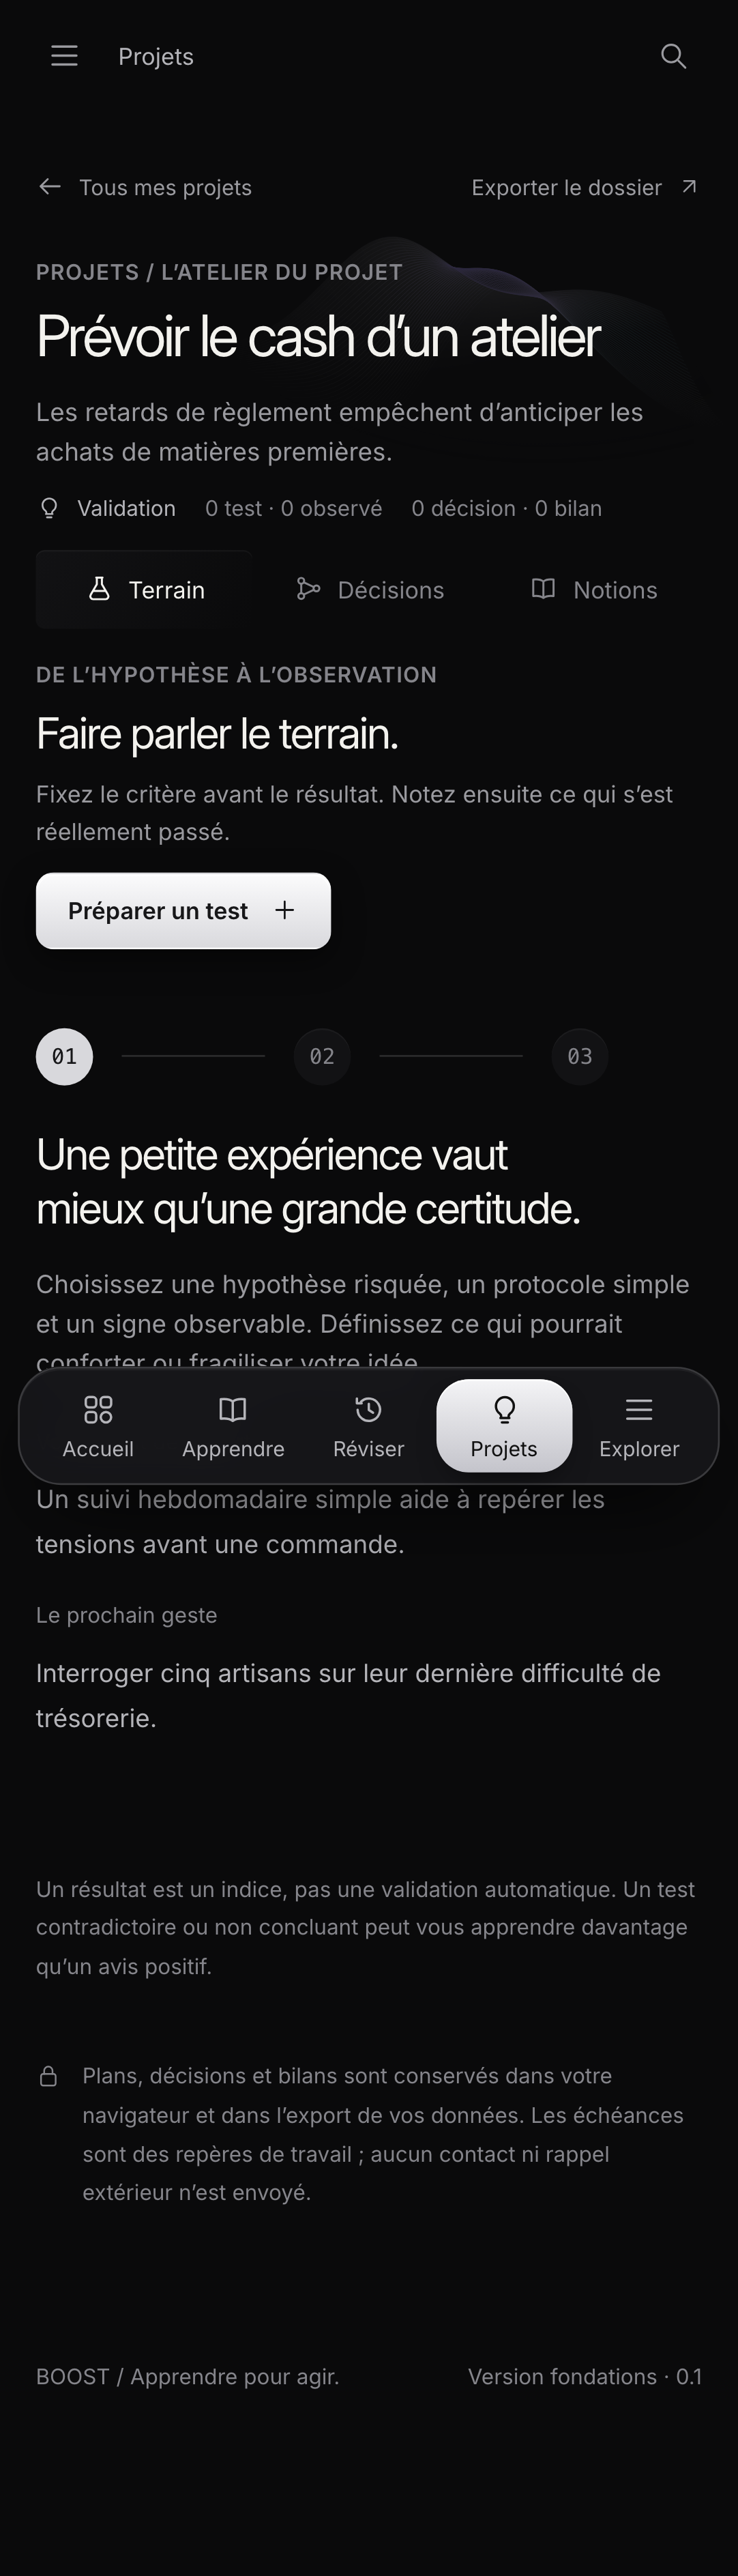 Projets
Tous mes projets
Exporter le dossier
PROJETS / L’ATELIER DU PROJET
Prévoir le cash d’un atelier
Les retards de règlement empêchent d’anticiper les
achats de matières premières.
Validation 0 test · 0 observé 0 décision · 0 bilan
Terrain Décisions Notions
DE L’HYPOTHÈSE À L’OBSERVATION
Faire parler le terrain.
Fixez le critère avant le résultat. Notez ensuite ce qui s’est
réellement passé.
Préparer un test
01 02 03
Une petite expérience vaut
mieux qu’une grande certitude.
Choisissez une hypothèse risquée, un protocole simple
et un signe observable. Définissez ce qui pourrait
conforter ou fragiliser votre idée.
Accueil Apprendre Réviser Projets Explorer
Un suivi hebdomadaire simple aide à repérer les
tensions avant une commande.
Le prochain geste
Interroger cinq artisans sur leur dernière difficulté de
trésorerie.
Un résultat est un indice, pas une validation automatique. Un test
contradictoire ou non concluant peut vous apprendre davantage
qu’un avis positif.
Plans, décisions et bilans sont conservés dans votre
navigateur et dans l’export de vos données. Les échéances
sont des repères de travail ; aucun contact ni rappel
extérieur n’est envoyé.
BOOST / Apprendre pour agir.
Version fondations · 0.1